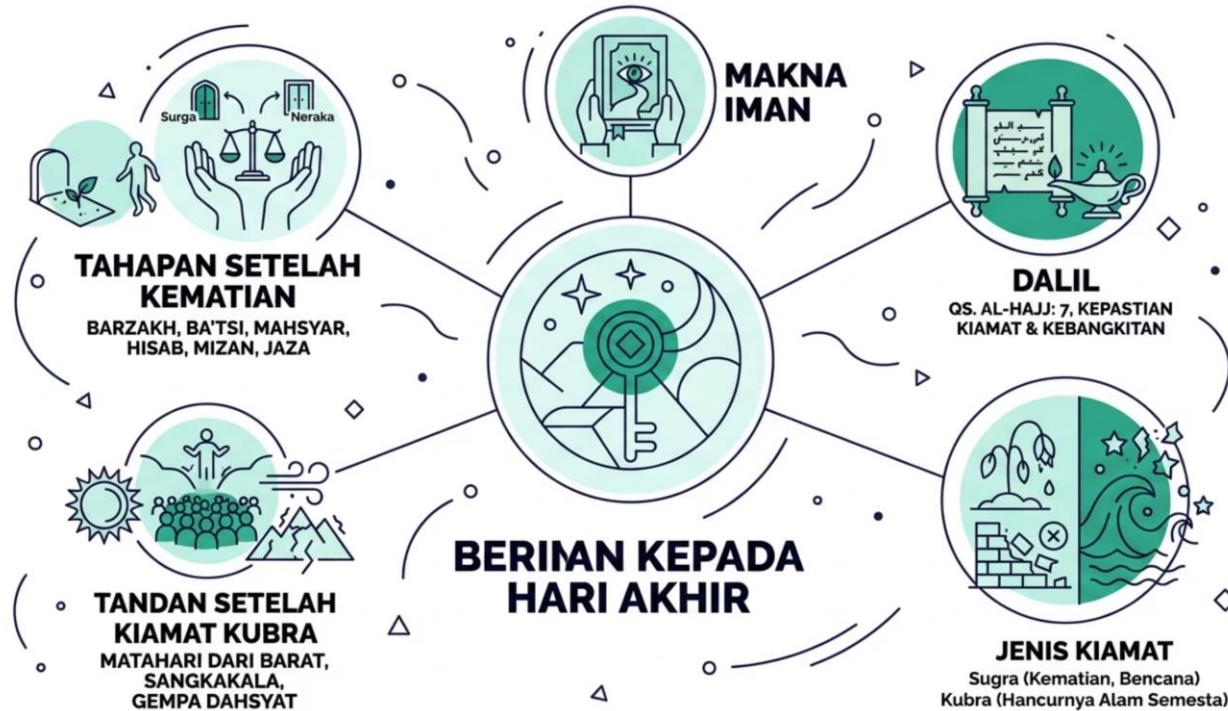 MAKNA
IMAN
Surga
Neraka
TAHAPAN SETELAH
KEMATIAN
BARZAKH, BA'TSI, MAHSYAR,
HISAB, MIZAN, JAZA
DALIL
QS. AL-HAJJ: 7, KEPASTIAN
KIAMAT & KEBANGKITAN
BERIMAN KEPADA
HARI AKHIR
TANDAN SETELAH
KIAMAT KUBRA
MATAHARI DARI BARAT,
SANGKAKALA,
GEMPA DAHSYAT
JENIS KIAMAT
Sugra (Kematian, Bencana)
Kubra (Hancurnya Alam Semesta)